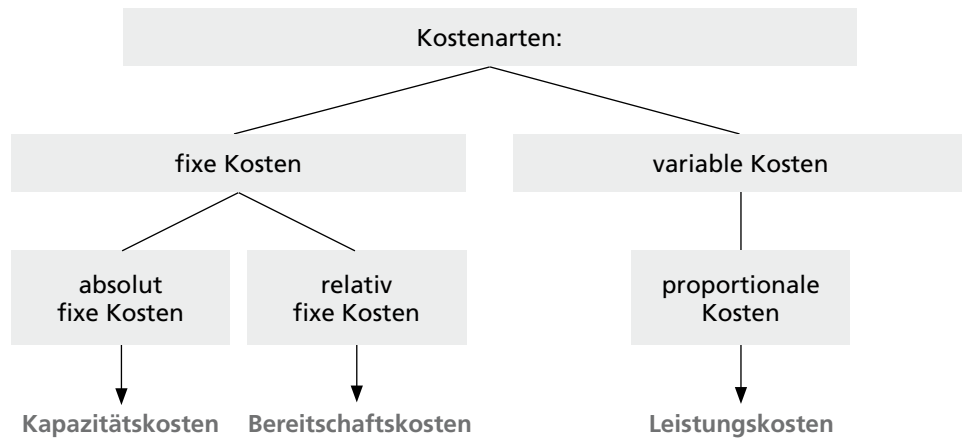 Kostenarten:
fixe Kosten
variable Kosten
absolut
fixe Kosten
relativ
fixe Kosten
proportionale
Kosten
Kapazitätskosten
Bereitschaftskosten
Leistungskosten